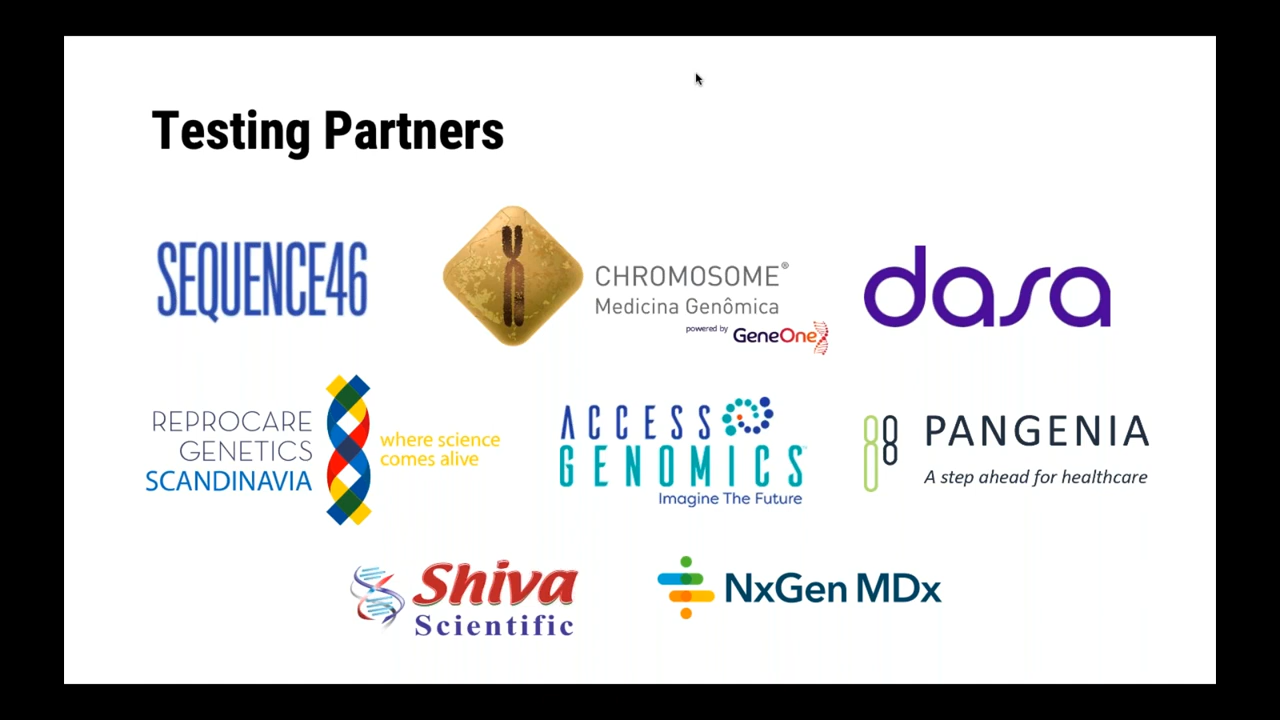 Testing Partners
SEQUENCE46
CHROMOSOME®
Medicina Genômica
powered by GeneOne
dasa
REPROCARE
GENETICS
SCANDINAVIA
where science
comes alive
ACCESS
GENOMICS
Imagine The Future
PANGENIA
A step ahead for healthcare
Shiva
Scientific
NxGen MDx